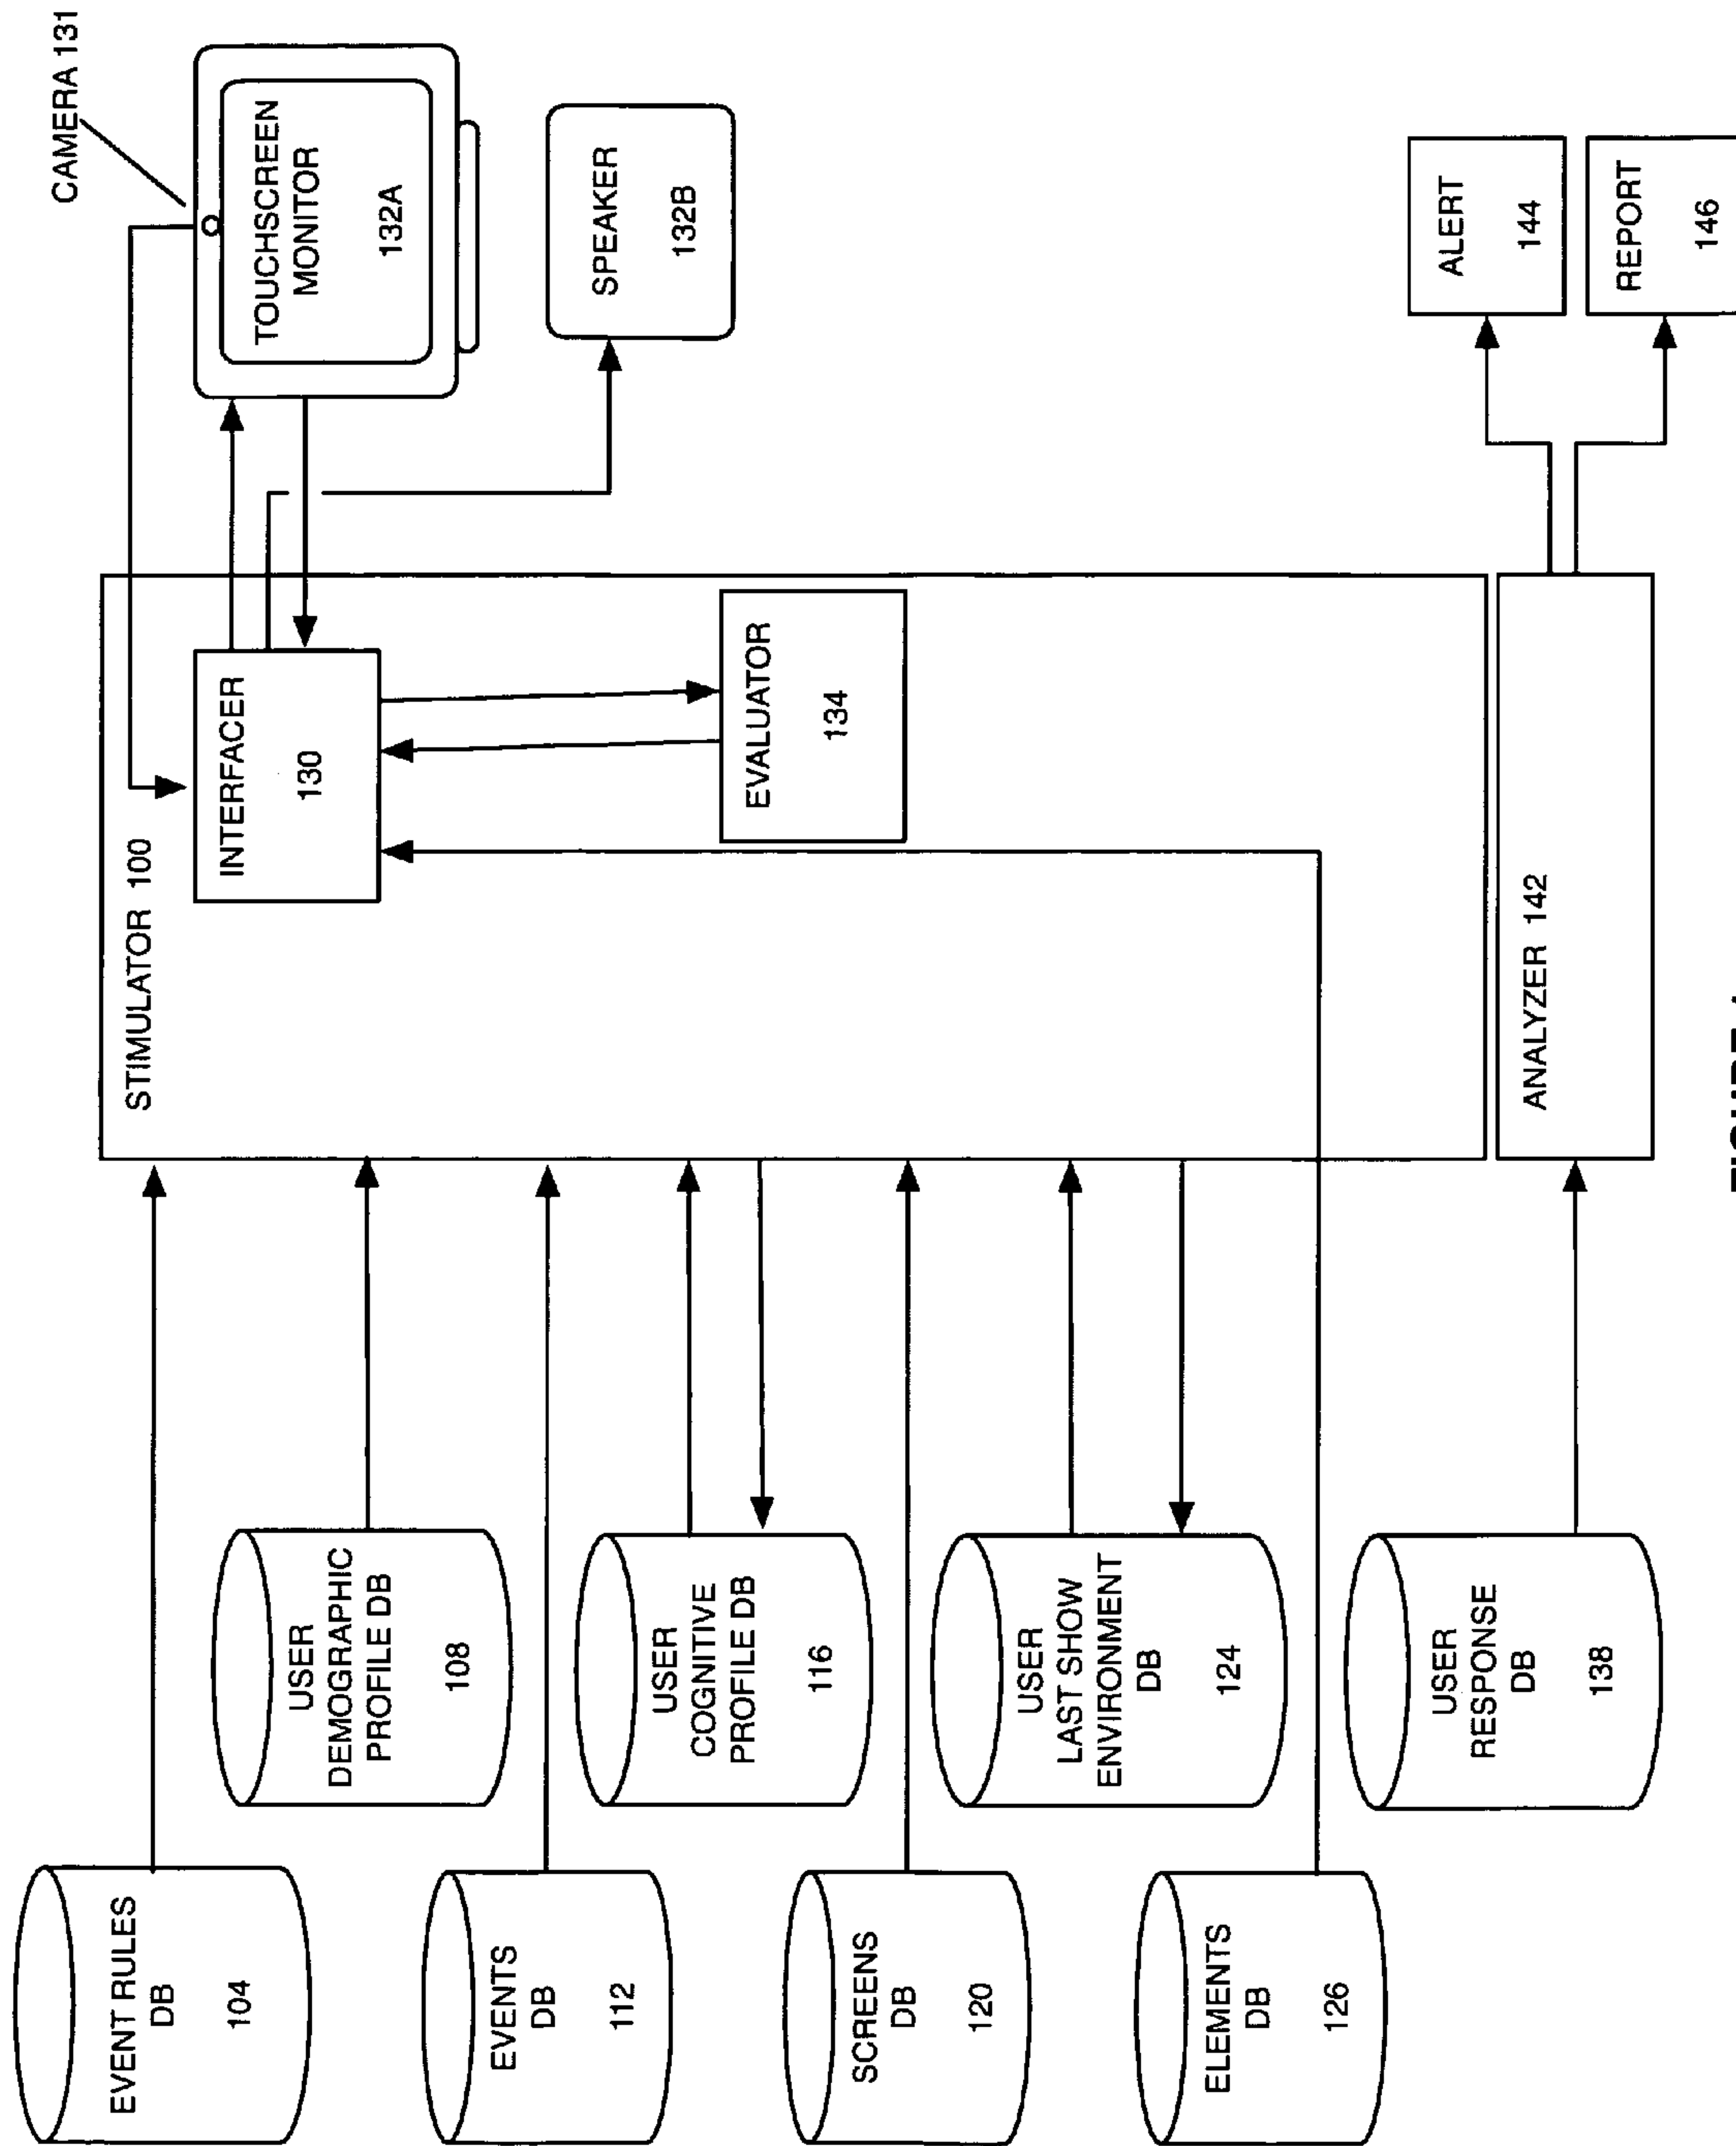 EVENT RULES
DB
104
USER
DEMOGRAPHIC
PROFILE DB
108
EVENTS
DB
112
USER
COGNITIVE
PROFILE DB
116
SCREENS
DB
120
USER
LAST SHOW
ENVIRONMENT
DB
124
ELEMENTS
DB
126
USER
RESPONSE
DB
138
STIMULATOR 100
INTERFACER
130
EVALUATOR
134
ANALYZER 142
CAMERA 131
TOUCHSCREEN
MONITOR
132A
SPEAKER
132B
ALERT
144
REPORT
146